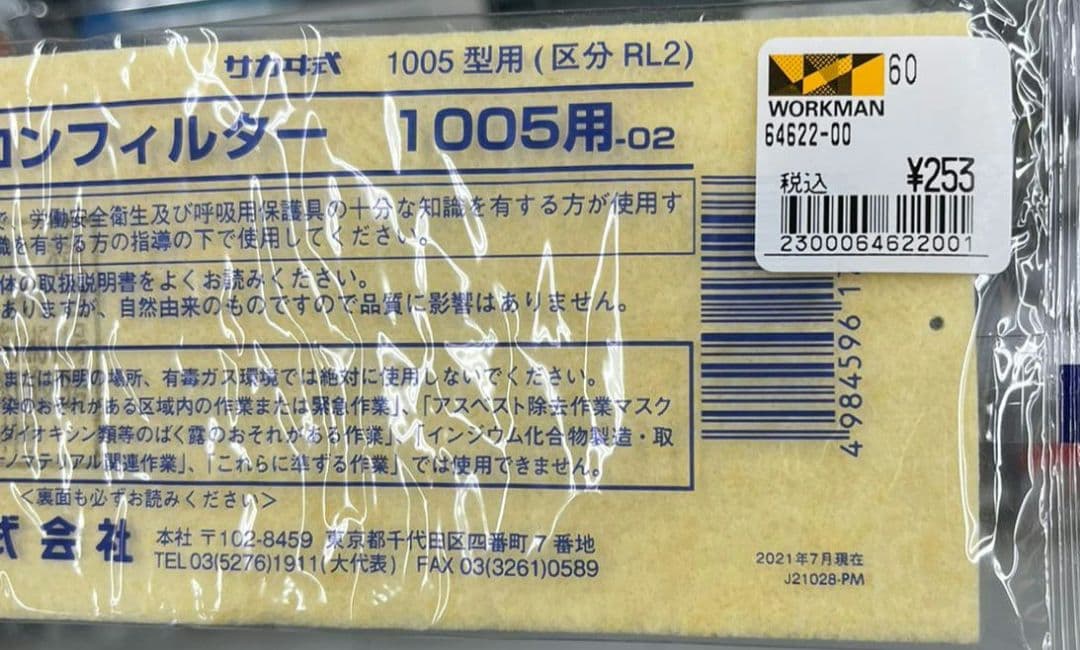 サカヰ式 1005 型用 (区分 RL2)
ンフィルター 1005用-02
で、労働安全衛生及び呼吸用保護具の十分な知識を有する方が使用す
識を有する方の指導の下で使用してください。
体の取扱説明書をよくお読みください。
ありますが、自然由来のものですので品質に影響はありません。
または不明の場所、有毒ガス環境では絶対に使用しないでください。
染のおそれがある区域内の作業または緊急作業」、「アスベスト除去作業マスク
ダイオキシン類等のばく露のおそれがある作業」、「インジウム化合物製造・取
ノマテリアル関連作業」、「これらに準ずる作業」では使用できません。
＜裏面も必ずお読みください＞
式会社 本社 〒102-8459 東京都千代田区四番町7番地
TEL 03(5276)1911(大代表) FAX 03(3261)0589
2021年7月現在
J21028-PM
4984596 1
60
WORKMAN
64622-00
税込 ¥253
2300064622001